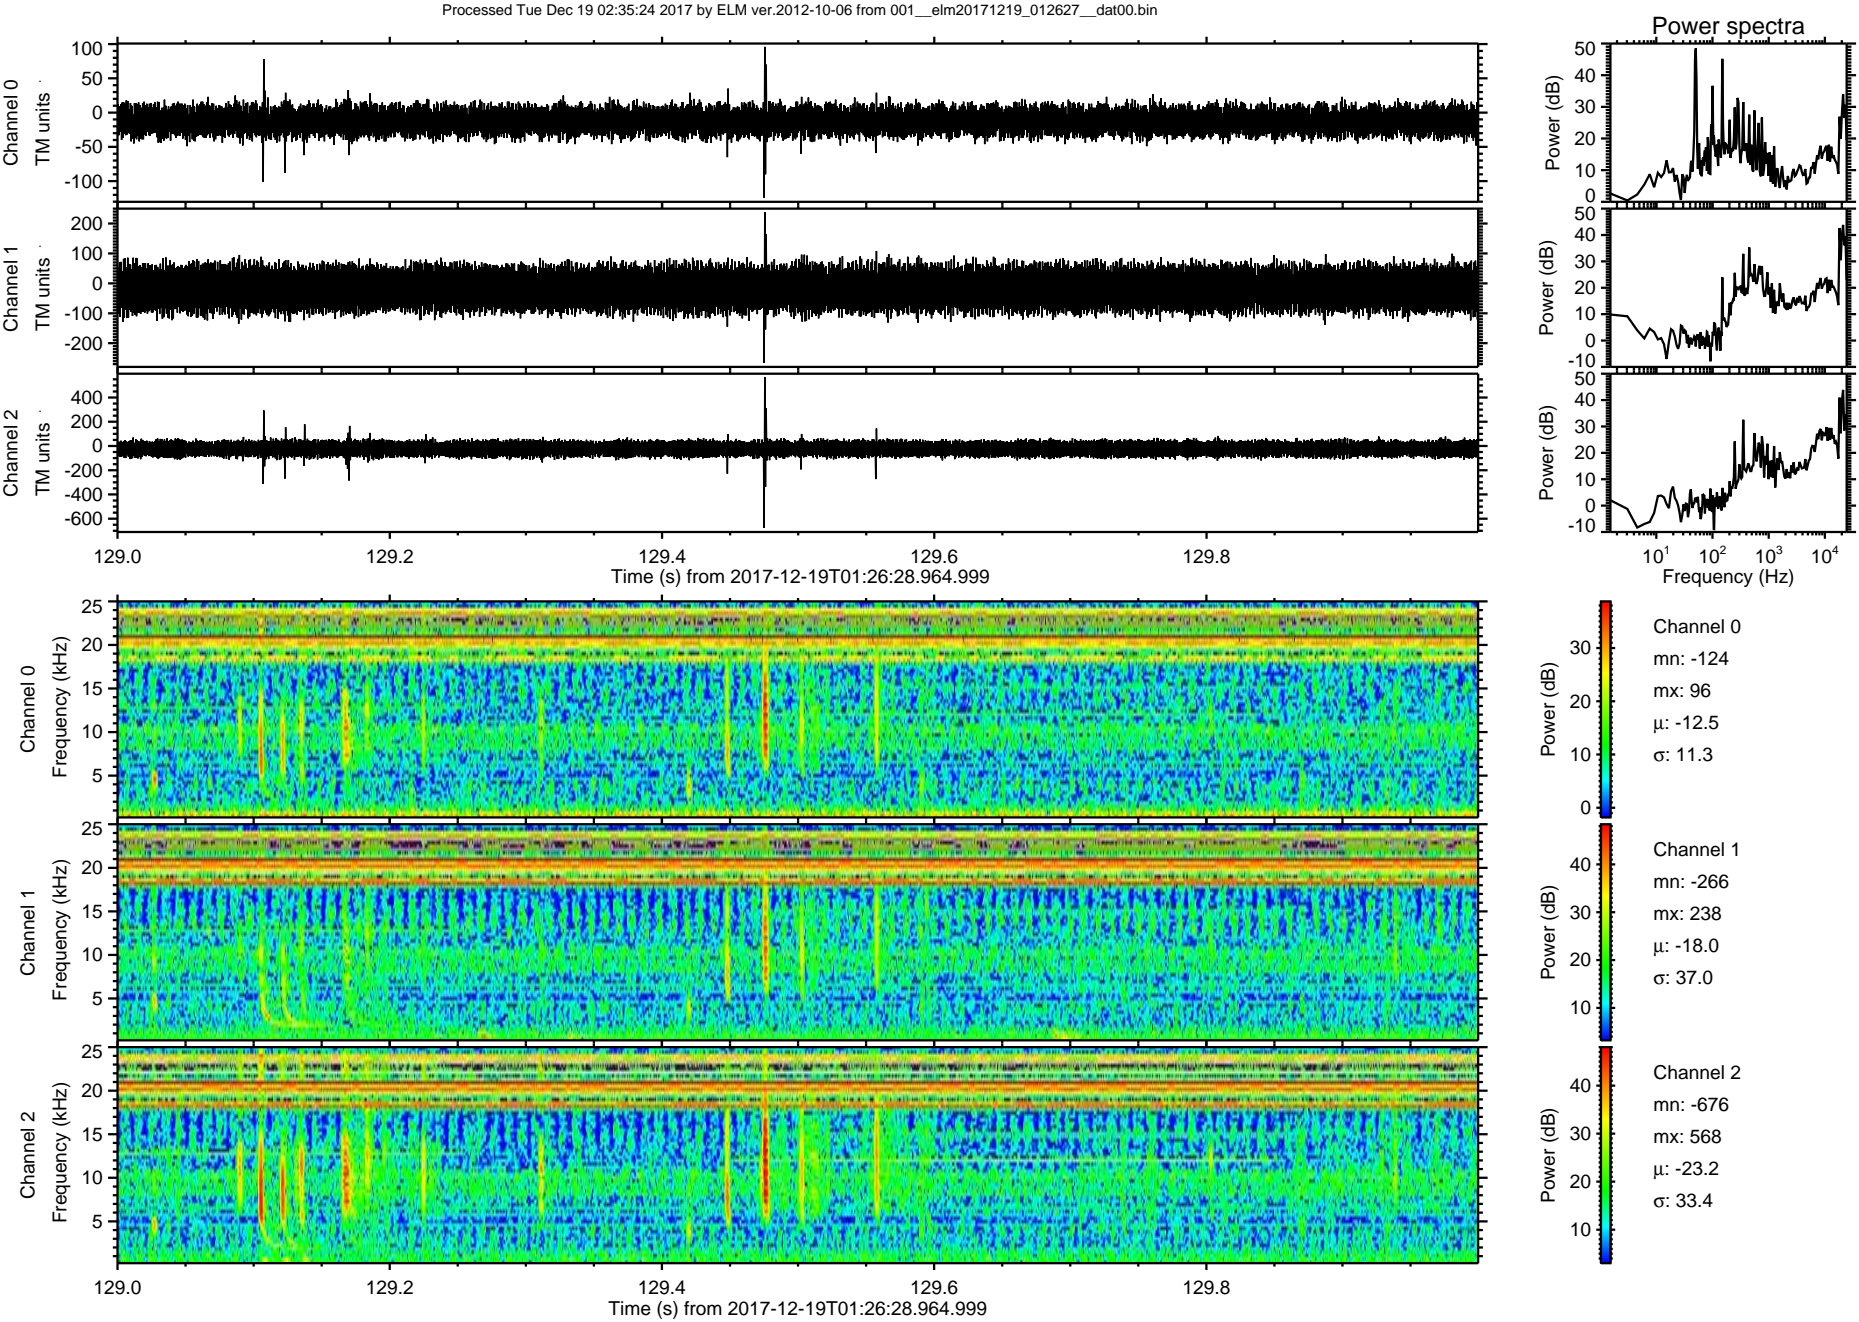 Processed Tue Dec 19 02:35:24 2017 by ELM ver.2012-10-06 from 001__elm20171219_012627__dat00.bin
Power spectra
Channel 0
TM units
100
50
0
-50
-100
Power (dB)
50
40
30
20
10
0
Channel 1
TM units
200
100
0
-100
-200
Power (dB)
50
40
30
20
10
0
-10
Channel 2
TM units
400
200
0
-200
-400
-600
Power (dB)
50
40
30
20
10
0
-10
129.0
129.2
129.4
129.6
129.8
Time (s) from 2017-12-19T01:26:28.964.999
10^1
10^2
10^3
10^4
Frequency (Hz)
Channel 0
Frequency (kHz)
25
20
15
10
5
Power (dB)
30
20
10
0
Channel 0
mn: -124
mx: 96
μ: -12.5
σ: 11.3
Channel 1
Frequency (kHz)
25
20
15
10
5
Power (dB)
40
30
20
10
Channel 1
mn: -266
mx: 238
μ: -18.0
σ: 37.0
Channel 2
Frequency (kHz)
25
20
15
10
5
Power (dB)
40
30
20
10
Channel 2
mn: -676
mx: 568
μ: -23.2
σ: 33.4
129.0
129.2
129.4
129.6
129.8
Time (s) from 2017-12-19T01:26:28.964.999